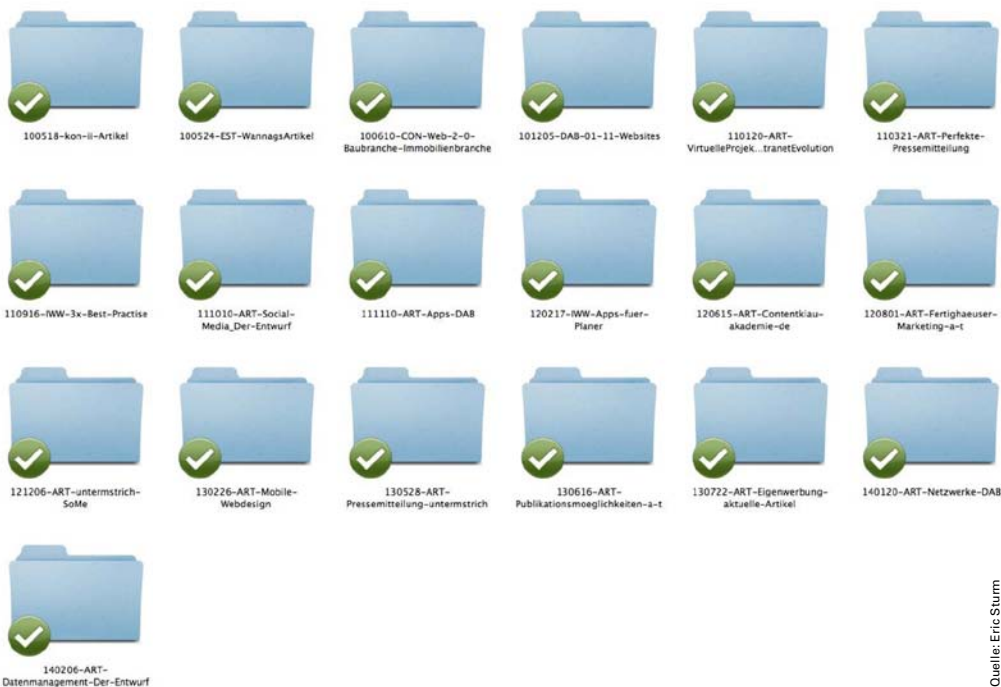 100518-kon-ii-Artikel
100524-EST-WannagsArtikel
100610-CON-Web-2-0-
Baubranche-Immobilienbranche
101205-DAB-01-11-Websites
110120-ART-
VirtuelleProjek...tranetEvolution
110321-ART-Perfekte-
Pressemitteilung
110916-IWW-3x-Best-Practise
111010-ART-Social-
Media_Der-Entwurf
111110-ART-Apps-DAB
120217-IWW-Apps-fuer-
Planer
120615-ART-Contentklau-
akademie-de
120801-ART-Fertighaeuser-
Marketing-a-t
121206-ART-untermstrich-
SoMe
130226-ART-Mobile-
Webdesign
130528-ART-
Pressemitteilung-untermstrich
130616-ART-
Publikationsmoeglichkeiten-a-t
130722-ART-Eigenwerbung-
aktuelle-Artikel
140120-ART-Netzwerke-DAB
140206-ART-
Datenmanagement-Der-Entwurf
Quelle: Eric Sturm